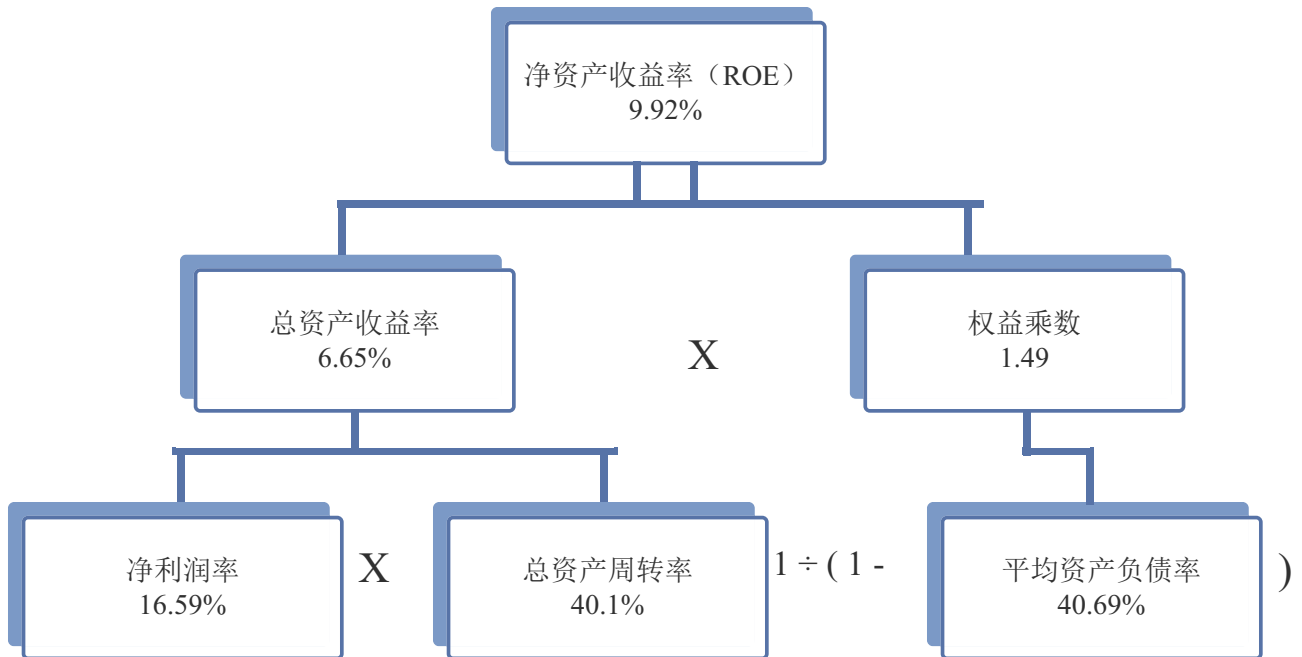 净资产收益率（ROE）
9.92%
总资产收益率
6.65%
X
权益乘数
1.49
净利润率
16.59%
X
总资产周转率
40.1%
1 ÷ ( 1 -
平均资产负债率
40.69%
)